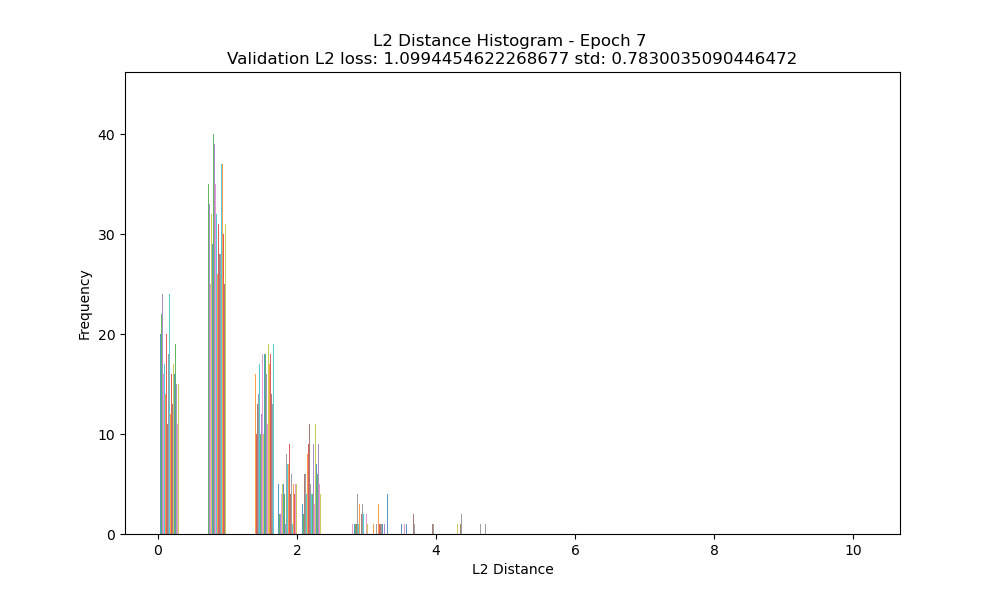 L2 Distance Histogram - Epoch 7
Validation L2 loss: 1.0994454622268677 std: 0.7830035090446472
40
30
20
10
0
Frequency
0 2 4 6 8 10
L2 Distance